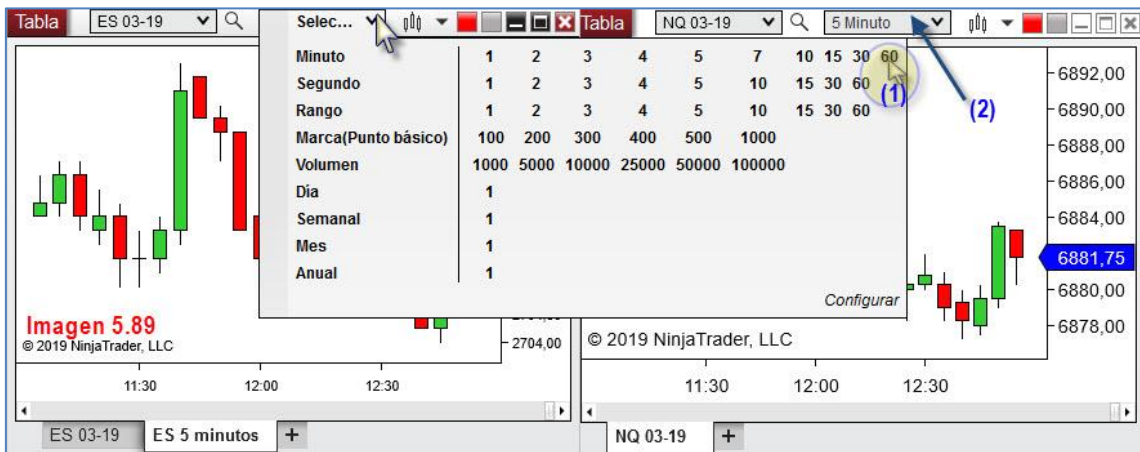 Tabla ES 03-19 Selec... Tabla NQ 03-19 5 Minuto
Minuto 1 2 3 4 5 7 10 15 30 60
Segundo 1 2 3 4 5 10 15 30 60
Rango 1 2 3 4 5 10 15 30 60
Marca(Punto básico) 100 200 300 400 500 1000
Volumen 1000 5000 10000 25000 50000 100000
Día 1
Semanal 1
Mes 1
Anual 1
Configurar
(1)
(2)
6892,00
6890,00
6888,00
6886,00
6884,00
6881,75
6880,00
6878,00
Imagen 5.89
© 2019 NinjaTrader, LLC
2704,00
11:30 12:00 12:30
ES 03-19 ES 5 minutos +
© 2019 NinjaTrader, LLC
11:30 12:00 12:30
NQ 03-19 +